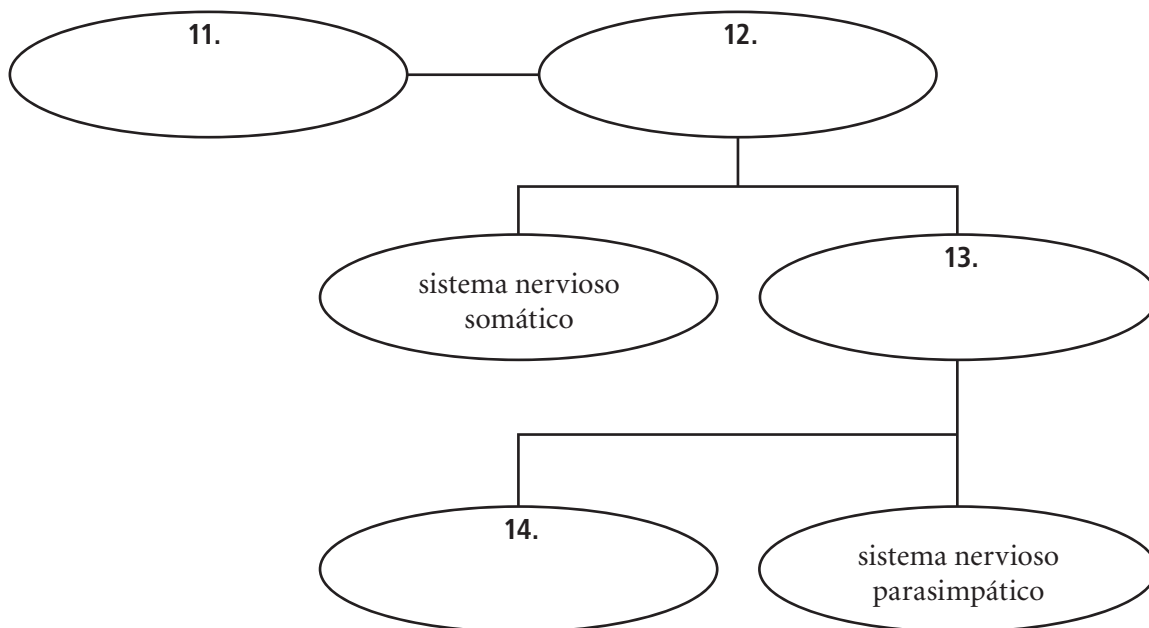 11.
12.
sistema nervioso
somático
13.
14.
sistema nervioso
parasimpático